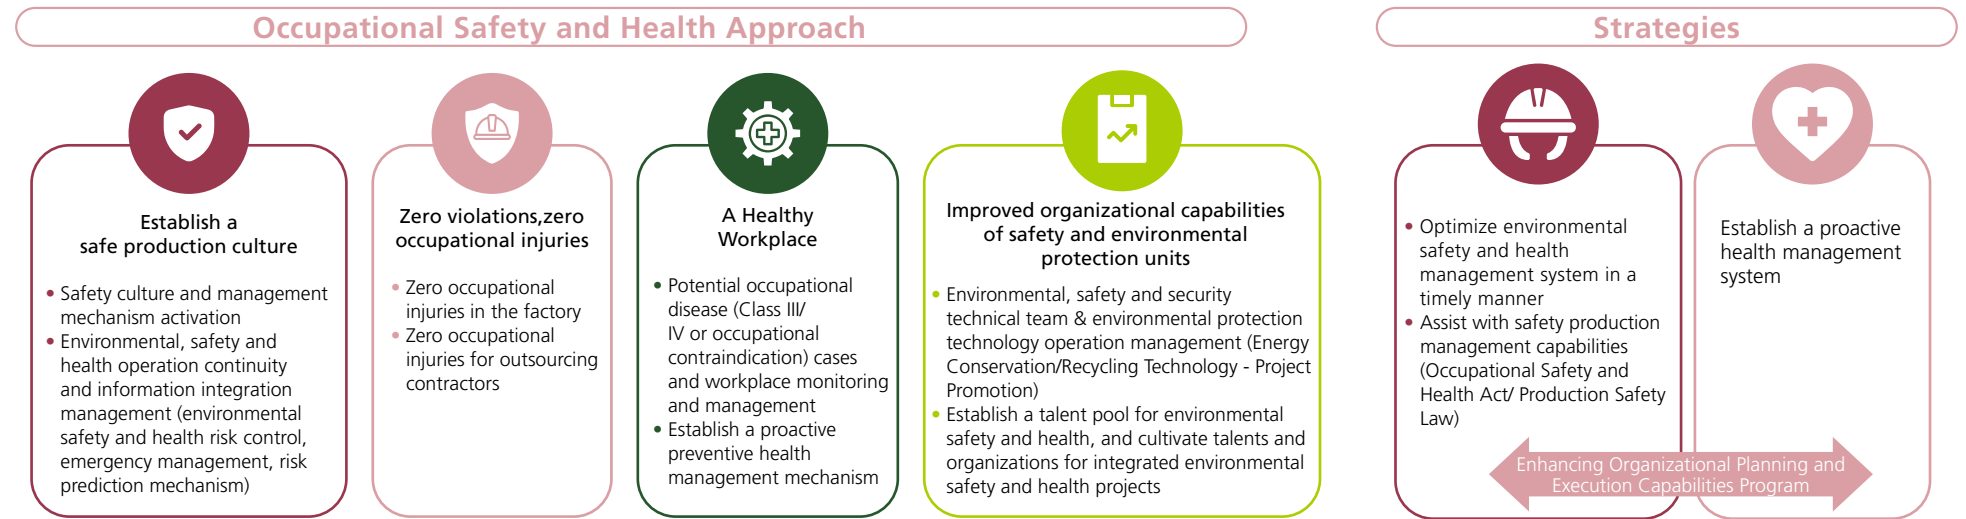 Occupational Safety and Health Approach
Establish a
safe production culture
• Safety culture and management
mechanism activation
• Environmental, safety and
health operation continuity
and information integration
management (environmental
safety and health risk control,
emergency management, risk
prediction mechanism)
Zero violations,zero
occupational injuries
• Zero occupational
injuries in the factory
• Zero occupational
injuries for outsourcing
contractors
A Healthy
Workplace
• Potential occupational
disease (Class III/
IV or occupational
contraindication) cases
and workplace monitoring
and management
• Establish a proactive
preventive health
management mechanism
Improved organizational capabilities
of safety and environmental
protection units
• Environmental, safety and security
technical team & environmental protection
technology operation management (Energy
Conservation/Recycling Technology - Project
Promotion)
• Establish a talent pool for environmental
safety and health, and cultivate talents and
organizations for integrated environmental
safety and health projects
Strategies
• Optimize environmental
safety and health
management system in a
timely manner
• Assist with safety production
management capabilities
(Occupational Safety and
Health Act/ Production Safety
Law)
Establish a proactive
health management
system
Enhancing Organizational Planning and
Execution Capabilities Program